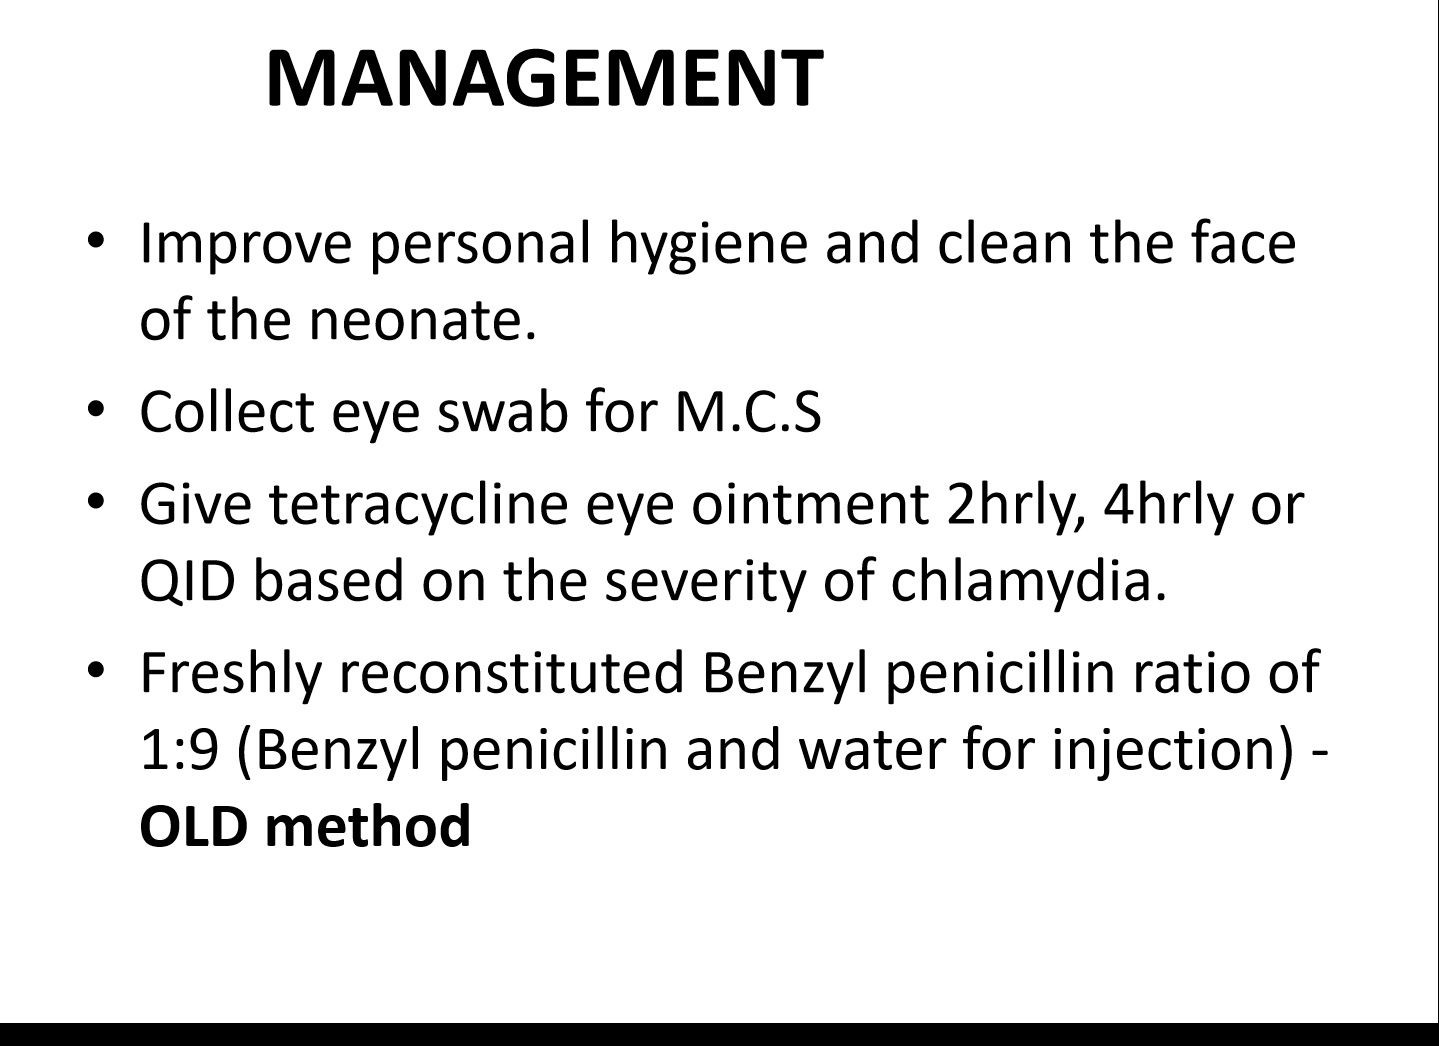 MANAGEMENT
• Improve personal hygiene and clean the face
of the neonate.
• Collect eye swab for M.C.S
• Give tetracycline eye ointment 2hrly, 4hrly or
QID based on the severity of chlamydia.
• Freshly reconstituted Benzyl penicillin ratio of
1:9 (Benzyl penicillin and water for injection) -
OLD method